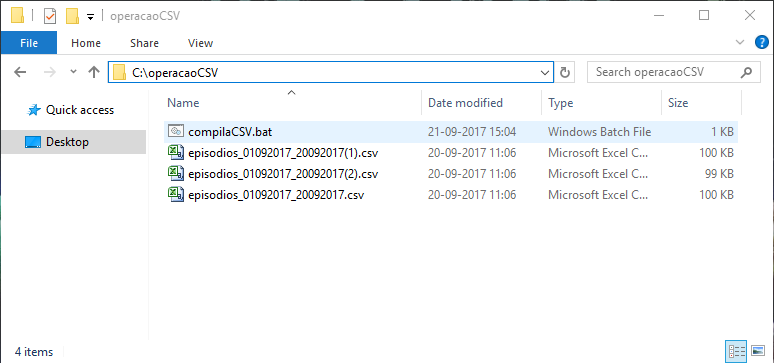 operacaoCSV
File Home Share View
C:\operacaoCSV Search operacaoCSV
Quick access
Desktop
Name Date modified Type Size
compilaCSV.bat 21-09-2017 15:04 Windows Batch File 1 KB
episodios_01092017_20092017(1).csv 20-09-2017 11:06 Microsoft Excel C... 100 KB
episodios_01092017_20092017(2).csv 20-09-2017 11:06 Microsoft Excel C... 99 KB
episodios_01092017_20092017.csv 20-09-2017 11:06 Microsoft Excel C... 100 KB
4 items